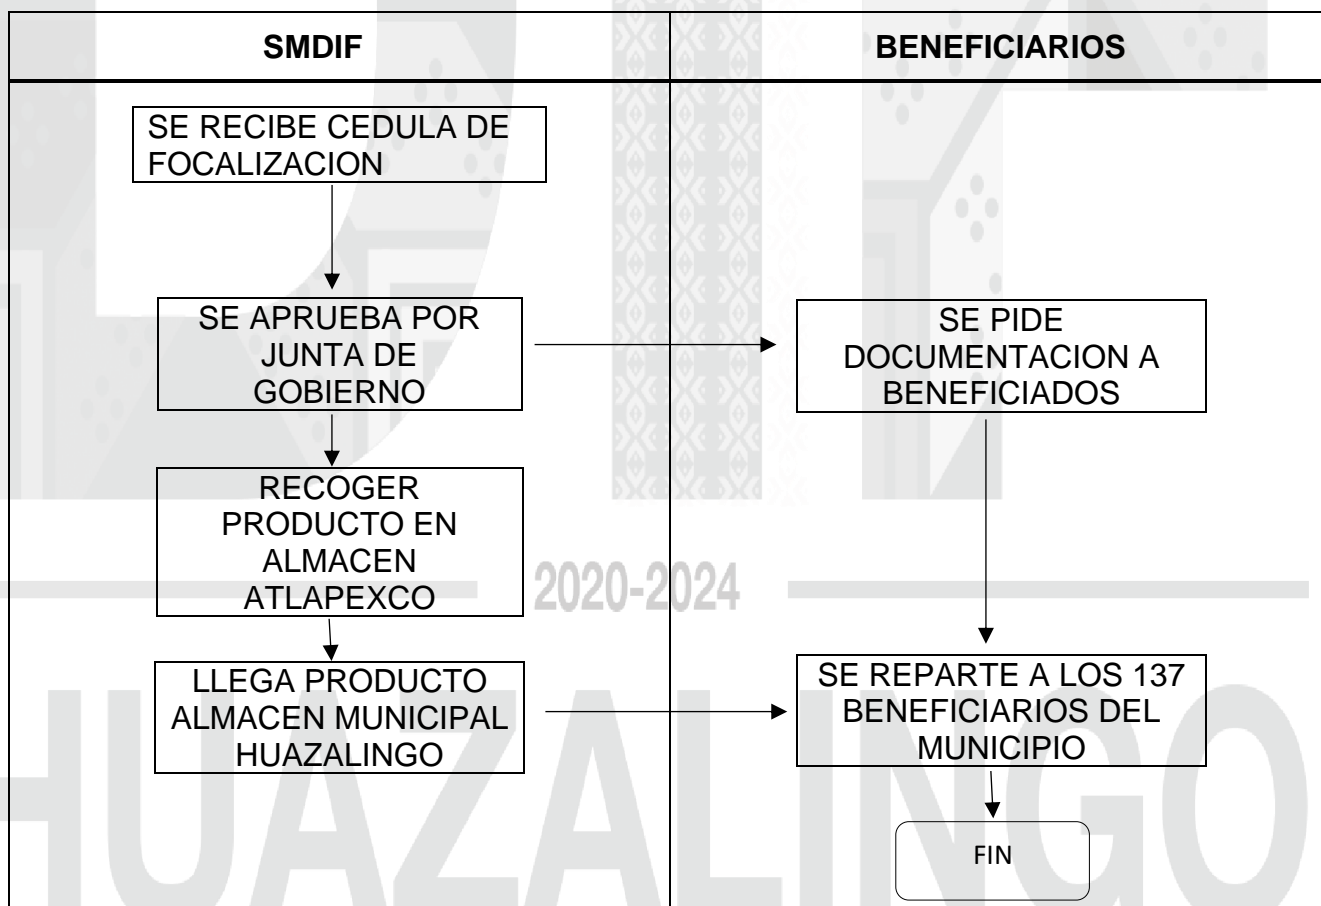 SMDIF
BENEFICIARIOS
SE RECIBE CEDULA DE
FOCALIZACION
SE APRUEBA POR
JUNTA DE
GOBIERNO
SE PIDE
DOCUMENTACION A
BENEFICIADOS
RECOGER
PRODUCTO EN
ALMACEN
ATLAPEXCO
2020-2024
LLEGA PRODUCTO
ALMACEN MUNICIPAL
HUAZALINGO
SE REPARTE A LOS 137
BENEFICIARIOS DEL
MUNICIPIO
FIN
HUAZALINGO